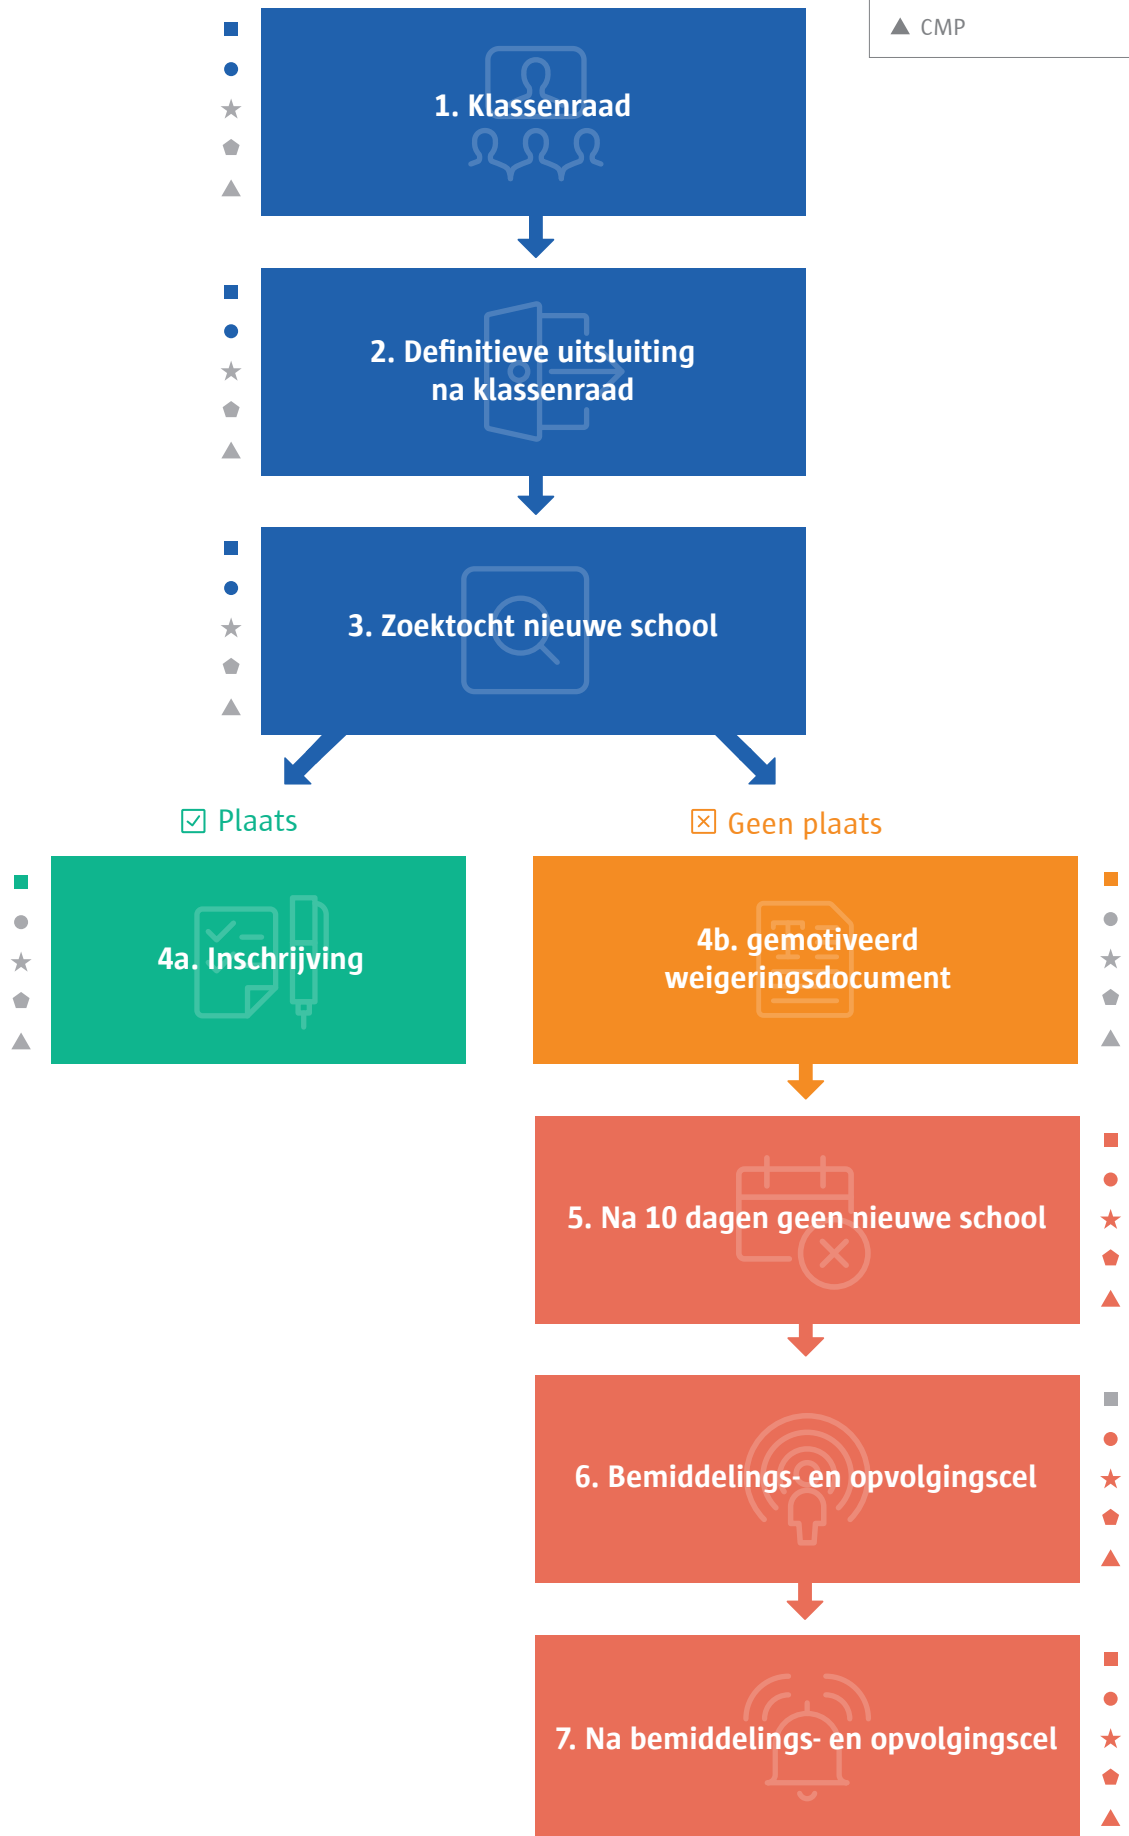 CMP
1. Klassenraad
2. Definitieve uitsluiting
na klassenraad
3. Zoektocht nieuwe school
Plaats
Geen plaats
4a. Inschrijving
4b. gemotiveerd
weigeringsdocument
5. Na 10 dagen geen nieuwe school
6. Bemiddelings- en opvolgingscel
7. Na bemiddelings- en opvolgingscel